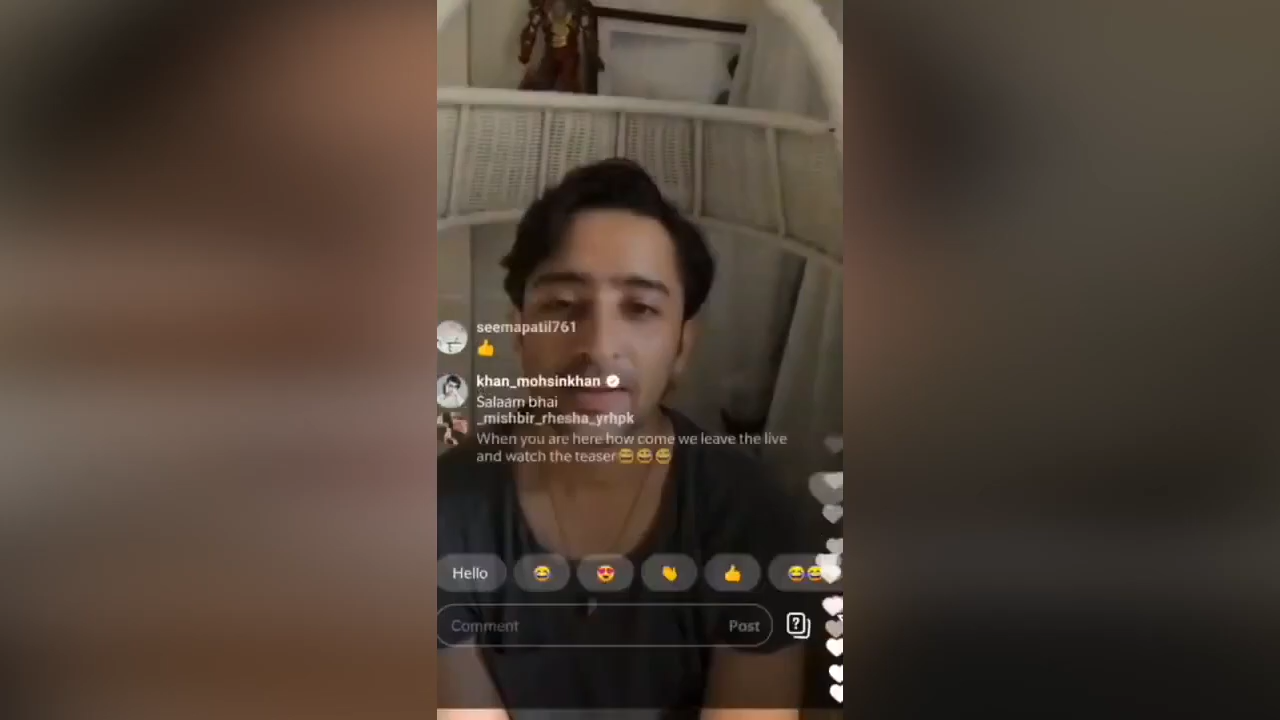 seemapatil761
👍
khan_mohsinkhan
Salaam bhai
_mishbir_rhesha_yrhpk
When you are here how come we leave the live
and watch the teaser😅😅😅
Hello 😂 😍 👏 👍 😂😂
Comment Post